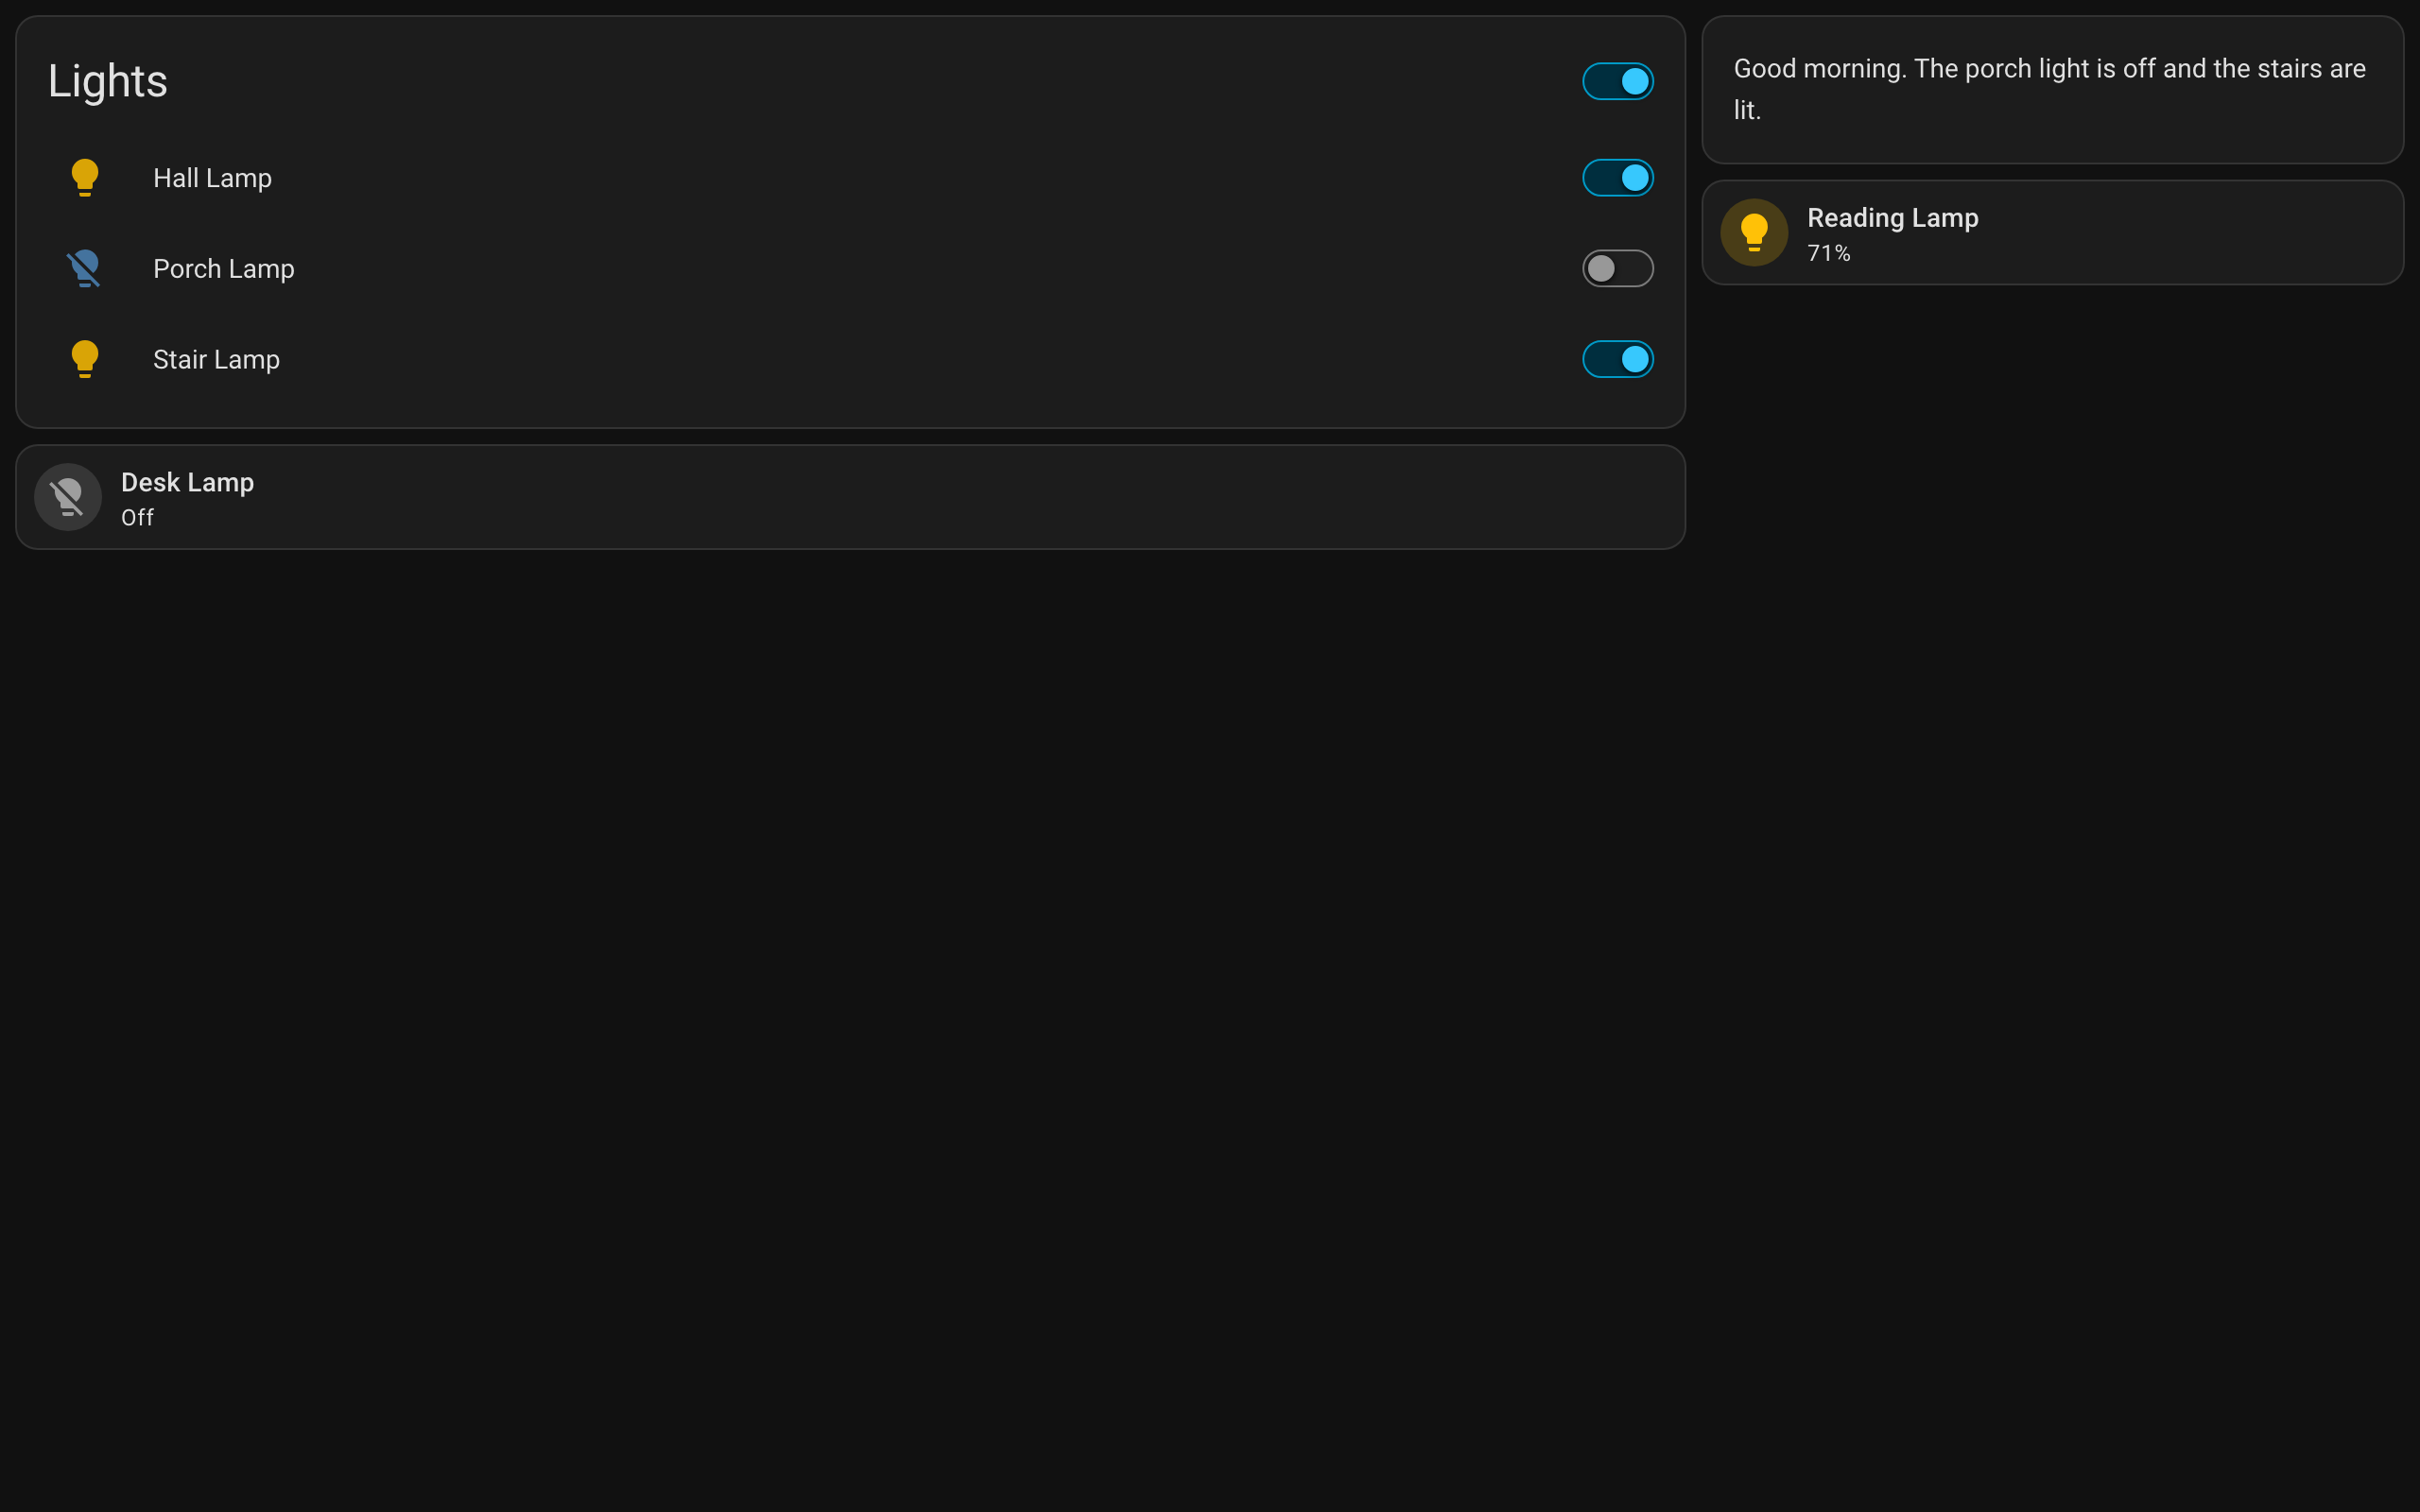 Lights
Hall Lamp
Porch Lamp
Stair Lamp
Desk Lamp
Off
Good morning. The porch light is off and the stairs are
lit.
Reading Lamp
71%